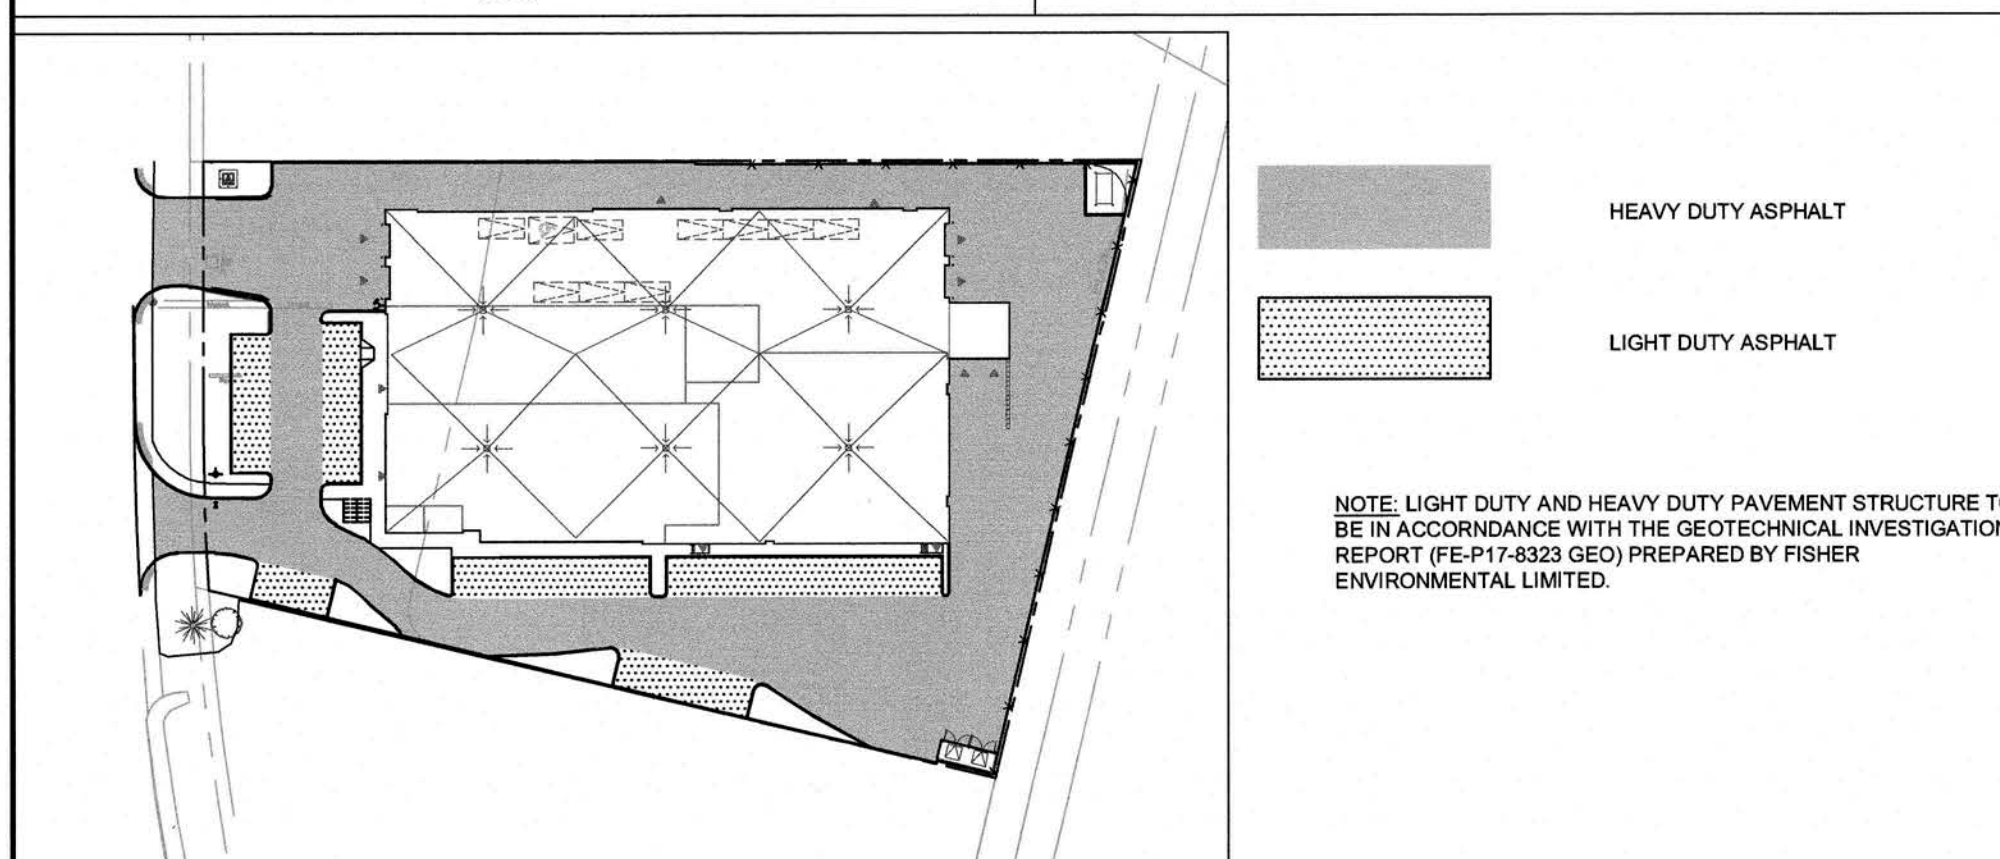 HEAVY DUTY ASPHALT
LIGHT DUTY ASPHALT
NOTE: LIGHT DUTY AND HEAVY DUTY PAVEMENT STRUCTURE T
BE IN ACCORNDANCE WITH THE GEOTECHNICAL INVESTIGATION
REPORT (FE-P17-8323 GEO) PREPARED BY FISHER
ENVIRONMENTAL LIMITED.